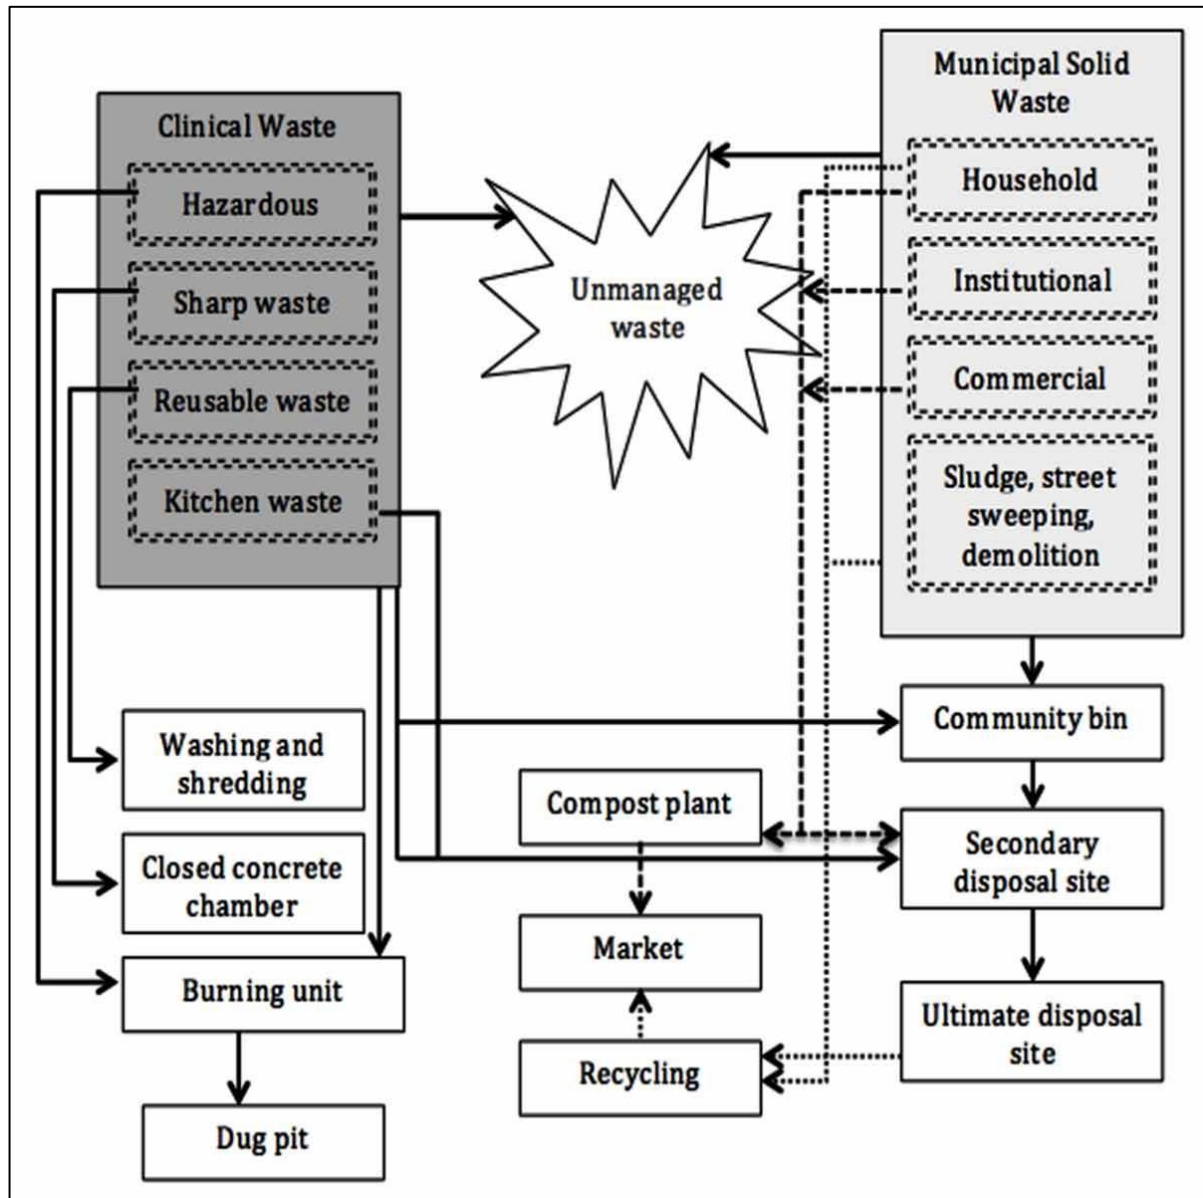 Clinical Waste
Hazardous
Sharp waste
Reusable waste
Kitchen waste
Unmanaged
waste
Municipal Solid
Waste
Household
Institutional
Commercial
Sludge, street
sweeping,
demolition
Washing and
shredding
Closed concrete
chamber
Burning unit
Dug pit
Compost plant
Market
Recycling
Community bin
Secondary
disposal site
Ultimate disposal
site